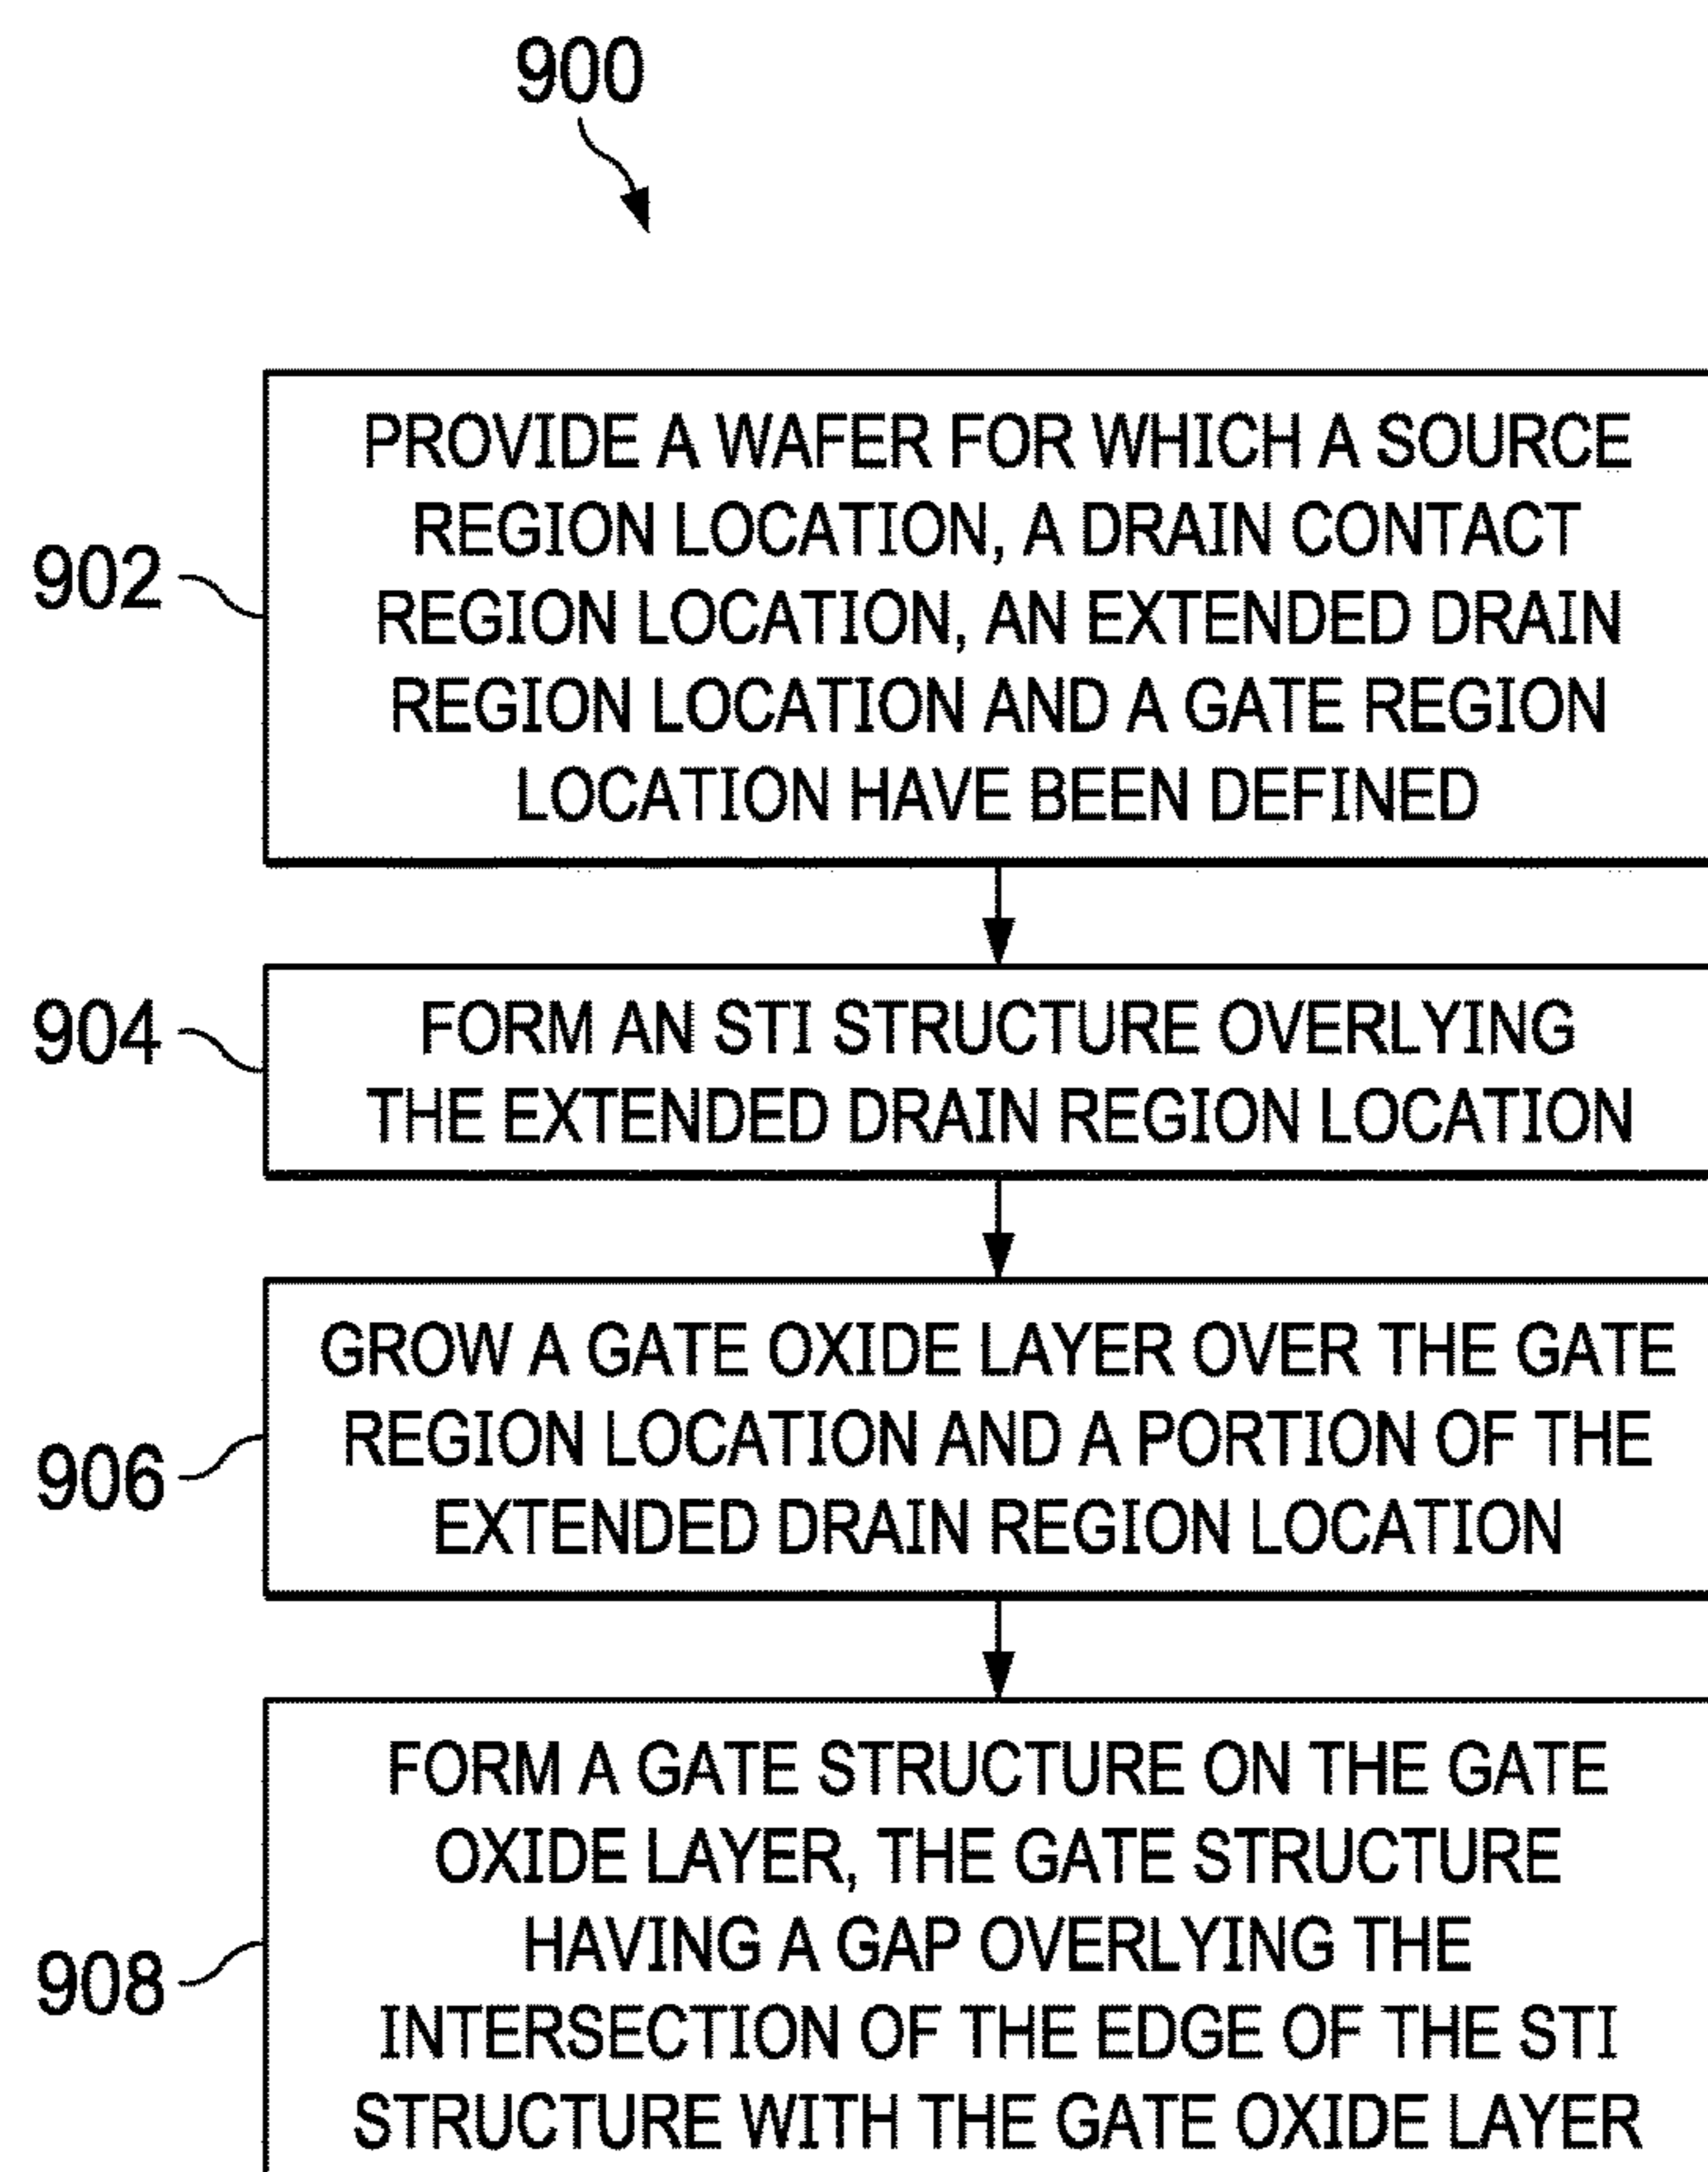 900
902
PROVIDE A WAFER FOR WHICH A SOURCE
REGION LOCATION, A DRAIN CONTACT
REGION LOCATION, AN EXTENDED DRAIN
REGION LOCATION AND A GATE REGION
LOCATION HAVE BEEN DEFINED
904
FORM AN STI STRUCTURE OVERLYING
THE EXTENDED DRAIN REGION LOCATION
906
GROW A GATE OXIDE LAYER OVER THE GATE
REGION LOCATION AND A PORTION OF THE
EXTENDED DRAIN REGION LOCATION
908
FORM A GATE STRUCTURE ON THE GATE
OXIDE LAYER, THE GATE STRUCTURE
HAVING A GAP OVERLYING THE
INTERSECTION OF THE EDGE OF THE STI
STRUCTURE WITH THE GATE OXIDE LAYER